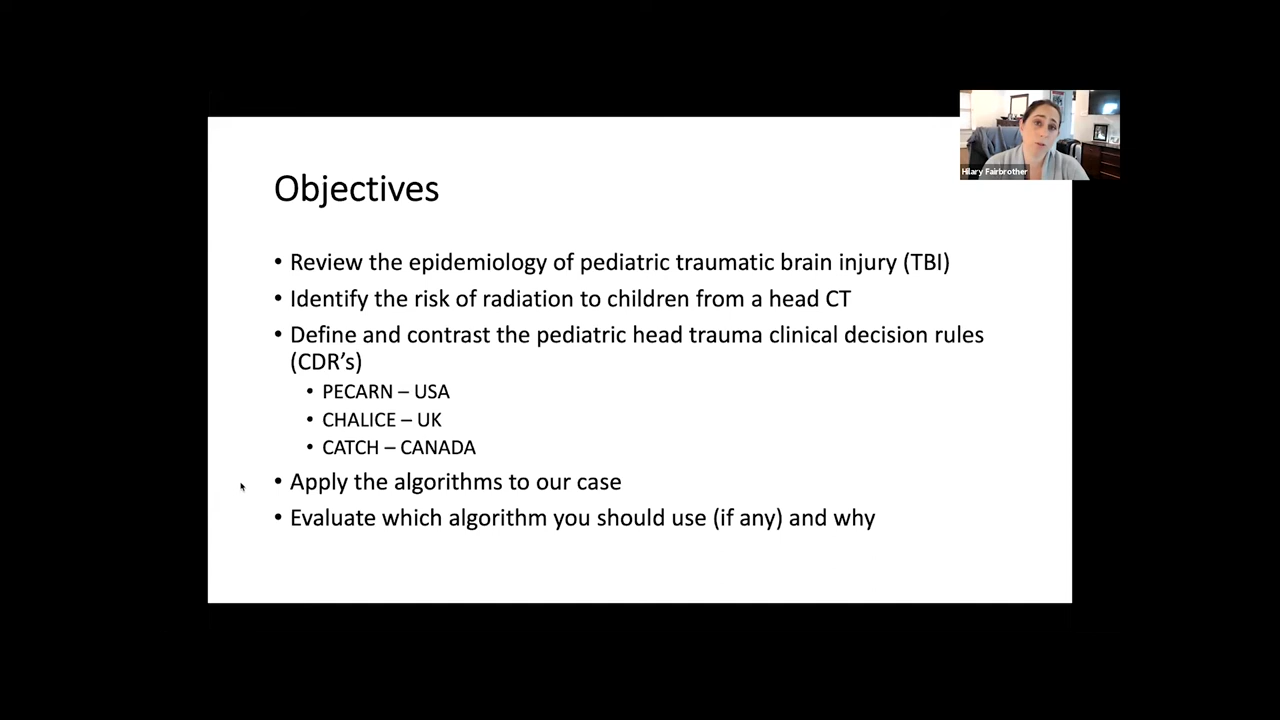 Hilary Fairbrother
Objectives
• Review the epidemiology of pediatric traumatic brain injury (TBI)
• Identify the risk of radiation to children from a head CT
• Define and contrast the pediatric head trauma clinical decision rules
(CDR’s)
• PECARN – USA
• CHALICE – UK
• CATCH – CANADA
• Apply the algorithms to our case
• Evaluate which algorithm you should use (if any) and why